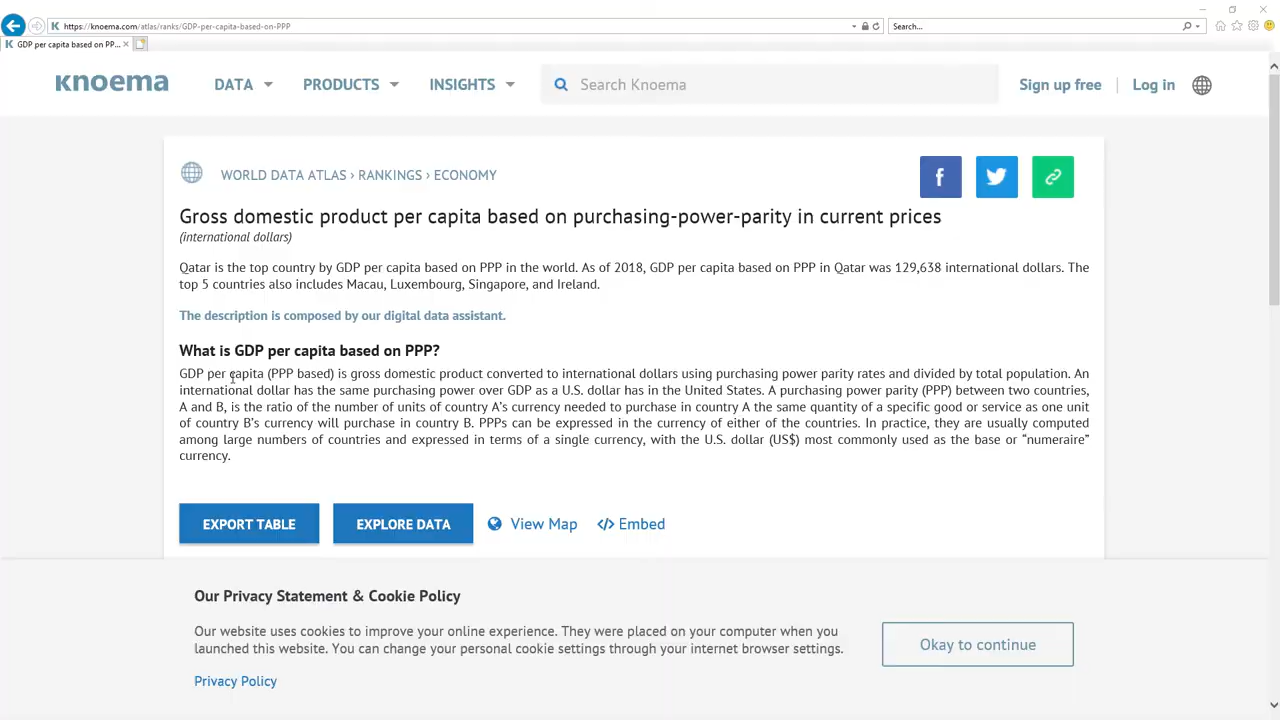 https://knoema.com/atlas/ranks/GDP-per-capita-based-on-PPP
Search...
K GDP per capita based on PP...
knoema
DATA
PRODUCTS
INSIGHTS
Search Knoema
Sign up free
Log in
WORLD DATA ATLAS › RANKINGS › ECONOMY
Gross domestic product per capita based on purchasing-power-parity in current prices
(international dollars)
Qatar is the top country by GDP per capita based on PPP in the world. As of 2018, GDP per capita based on PPP in Qatar was 129,638 international dollars. The
top 5 countries also includes Macau, Luxembourg, Singapore, and Ireland.
The description is composed by our digital data assistant.
What is GDP per capita based on PPP?
GDP per capita (PPP based) is gross domestic product converted to international dollars using purchasing power parity rates and divided by total population. An
international dollar has the same purchasing power over GDP as a U.S. dollar has in the United States. A purchasing power parity (PPP) between two countries,
A and B, is the ratio of the number of units of country A’s currency needed to purchase in country A the same quantity of a specific good or service as one unit
of country B’s currency will purchase in country B. PPPs can be expressed in the currency of either of the countries. In practice, they are usually computed
among large numbers of countries and expressed in terms of a single currency, with the U.S. dollar (US$) most commonly used as the base or “numeraire”
currency.
EXPORT TABLE
EXPLORE DATA
View Map
</> Embed
Our Privacy Statement & Cookie Policy
Our website uses cookies to improve your online experience. They were placed on your computer when you
launched this website. You can change your personal cookie settings through your internet browser settings.
Okay to continue
Privacy Policy